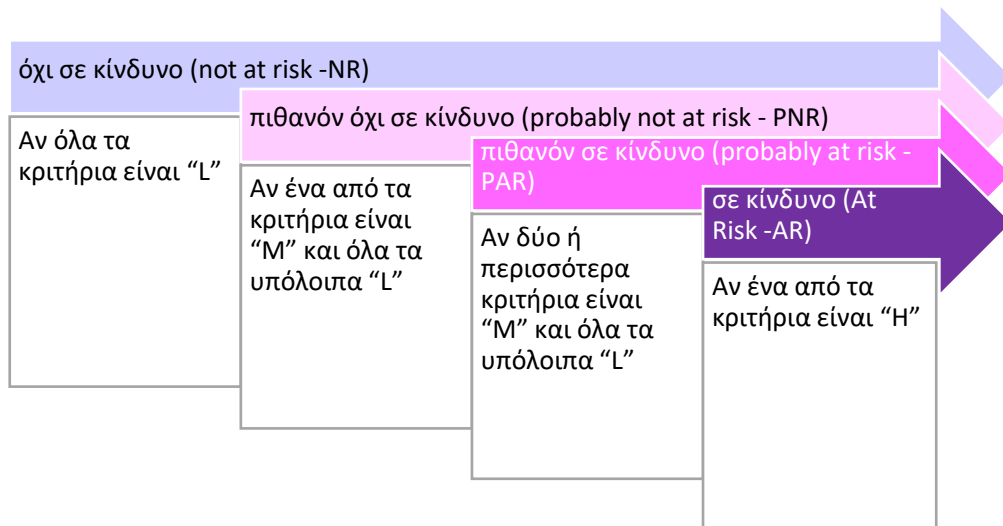 όχι σε κίνδυνο (not at risk -NR)
Αν όλα τα
κριτήρια είναι “L”
πιθανόν όχι σε κίνδυνο (probably not at risk - PNR)
Αν ένα από τα
κριτήρια είναι
“M” και όλα τα
υπόλοιπα “L”
πιθανόν σε κίνδυνο (probably at risk -
PAR)
Αν δύο ή
περισσότερα
κριτήρια είναι
“M” και όλα τα
υπόλοιπα “L”
σε κίνδυνο (At
Risk -AR)
Αν ένα από τα
κριτήρια είναι “H”